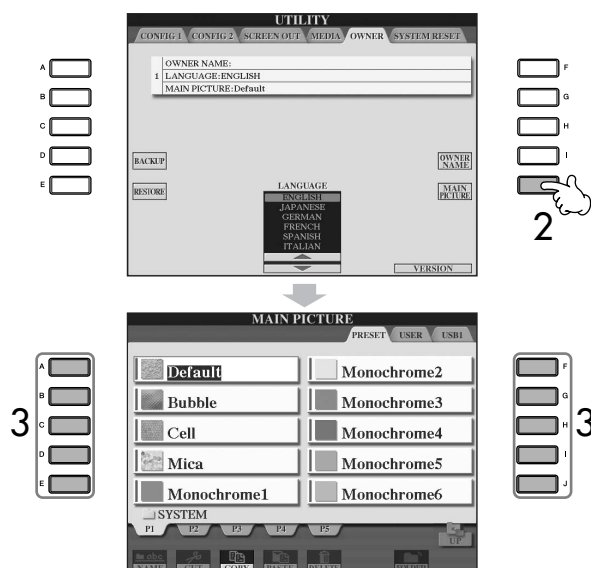 UTILITY
CONFIG 1 CONFIG 2 SCREEN OUT MEDIA OWNER SYSTEM RESET
OWNER NAME:
1 LANGUAGE:ENGLISH
MAIN PICTURE:Default
A
B
C
D
E
F
G
H
I
BACKUP
OWNER NAME
RESTORE
MAIN PICTURE
LANGUAGE
ENGLISH
JAPANESE
GERMAN
FRENCH
SPANISH
ITALIAN
VERSION
2
MAIN PICTURE
PRESET USER USB1
Default Monochrome2
Bubble Monochrome3
Cell Monochrome4
Mica Monochrome5
Monochrome1 Monochrome6
SYSTEM
P1 P2 P3 P4 P5
UP
NAME CUT COPY PASTE DELETE FOLDER
A
B
C
D
E
3
F
G
H
I
J
3